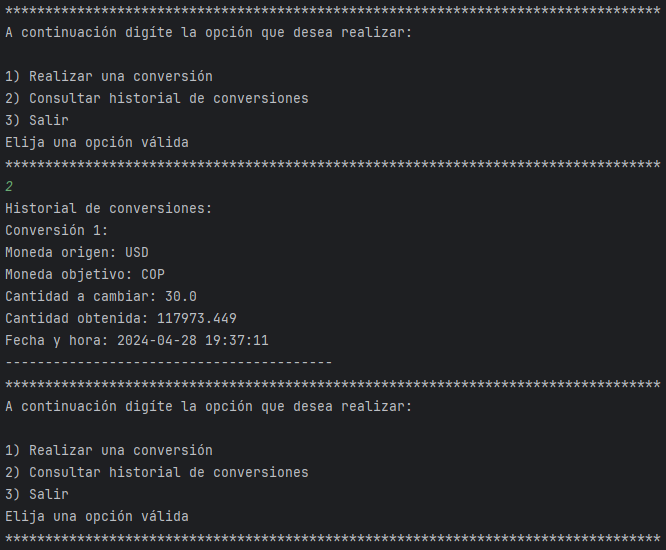 **********************************************************************************
A continuación digite la opción que desea realizar:
1) Realizar una conversión
2) Consultar historial de conversiones
3) Salir
Elija una opción válida
**********************************************************************************
2
Historial de conversiones:
Conversión 1:
Moneda origen: USD
Moneda objetivo: COP
Cantidad a cambiar: 30.0
Cantidad obtenida: 117973.449
Fecha y hora: 2024-04-28 19:37:11
-----------------------------------------
**********************************************************************************
A continuación digite la opción que desea realizar:
1) Realizar una conversión
2) Consultar historial de conversiones
3) Salir
Elija una opción válida
**********************************************************************************